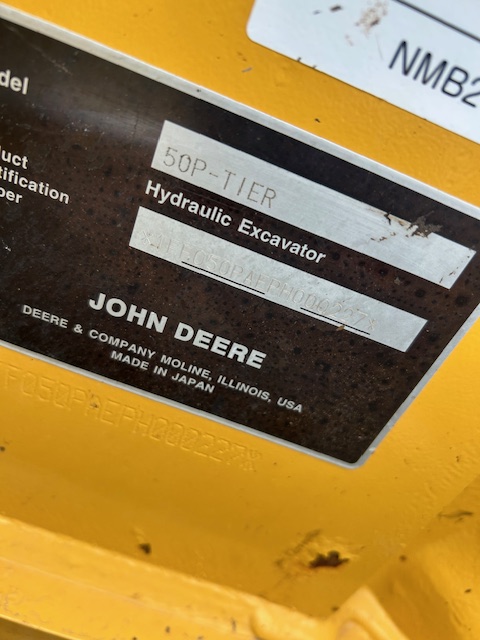 NMB2
del
50P-TIER
duct
tification
ber
Hydraulic Excavator
JOHN DEERE
DEERE & COMPANY MOLINE, ILLINOIS, USA
MADE IN JAPAN
F050PAEPH000227*